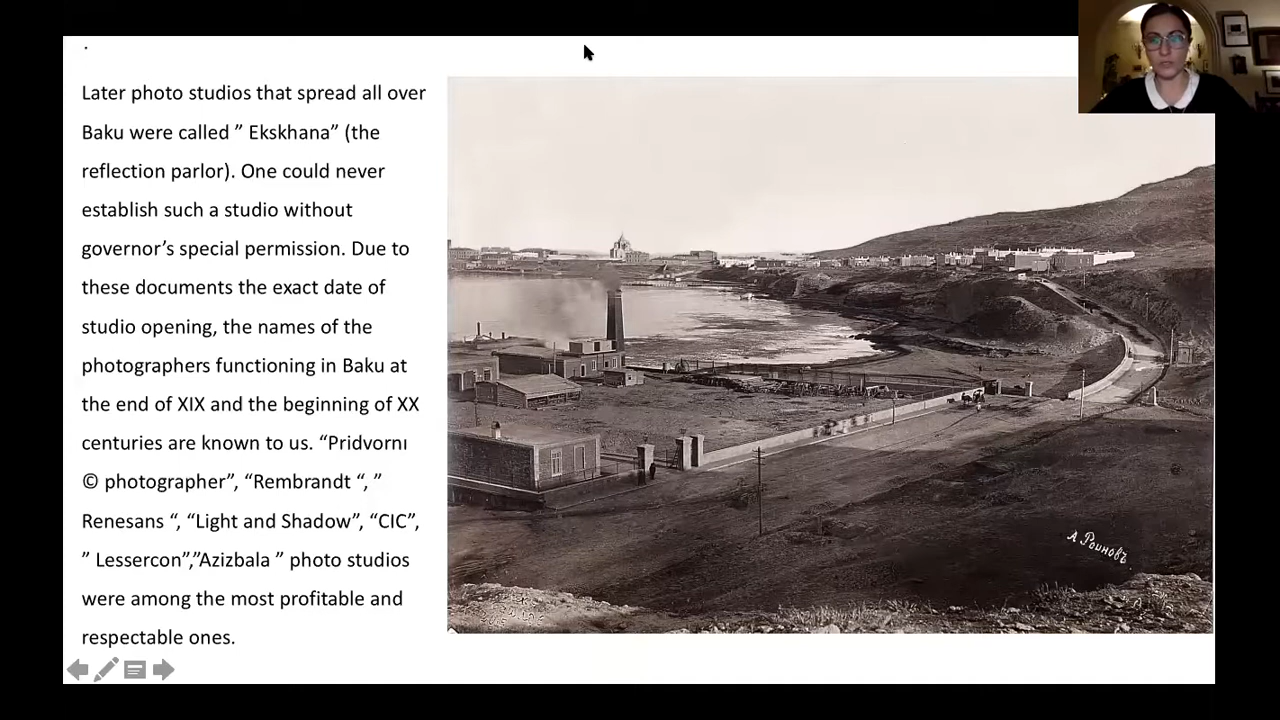 .
Later photo studios that spread all over
Baku were called ” Ekskhana” (the
reflection parlor). One could never
establish such a studio without
governor’s special permission. Due to
these documents the exact date of
studio opening, the names of the
photographers functioning in Baku at
the end of XIX and the beginning of XX
centuries are known to us. “Pridvornı
© photographer”, “Rembrandt “, ”
Renesans “, “Light and Shadow”, “CIC”,
” Lessercon”,”Azizbala ” photo studios
were among the most profitable and
respectable ones.
А Роиновъ.